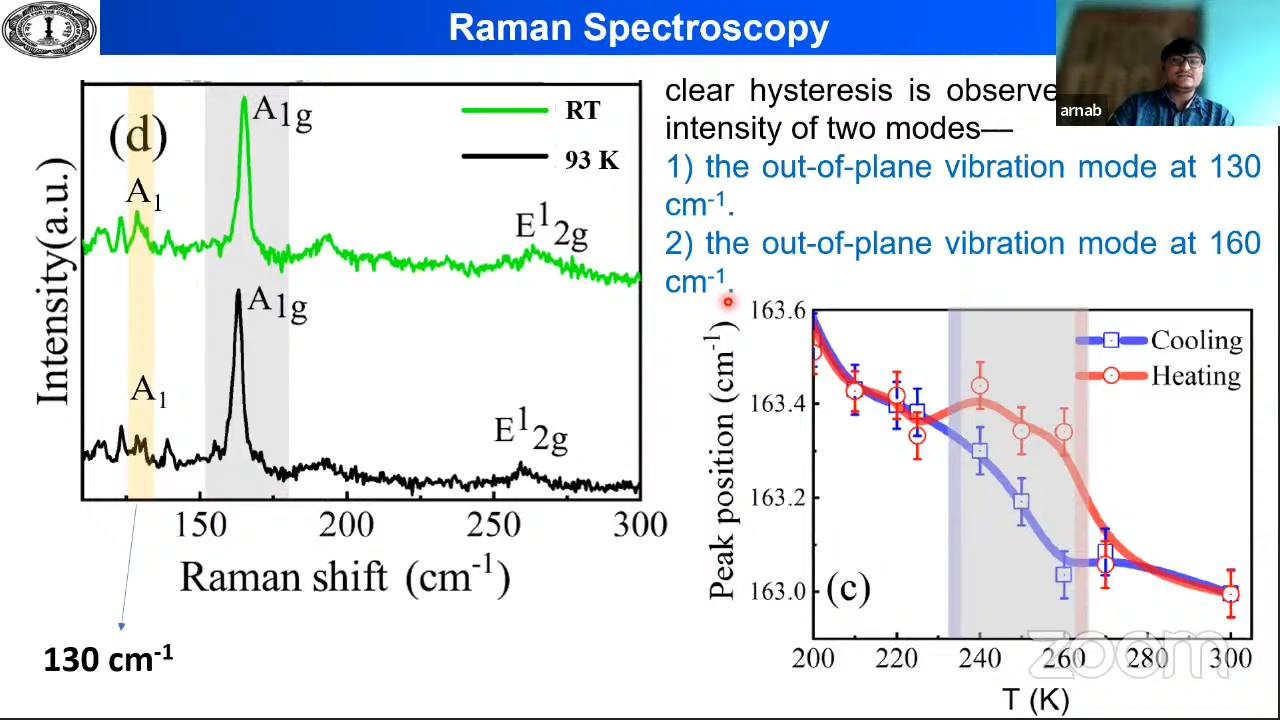 Raman Spectroscopy
arnab
clear hysteresis is observe
intensity of two modes—
1) the out-of-plane vibration mode at 130
cm-1.
2) the out-of-plane vibration mode at 160
cm-1.
(d)
A1g
RT
93 K
A1
E12g
A1g
A1
E12g
Intensity(a.u.)
150 200 250 300
Raman shift (cm-1)
130 cm-1
163.6
163.4
163.2
163.0
Peak position (cm-1)
Cooling
Heating
(c)
zoom
200 220 240 260 280 300
T (K)